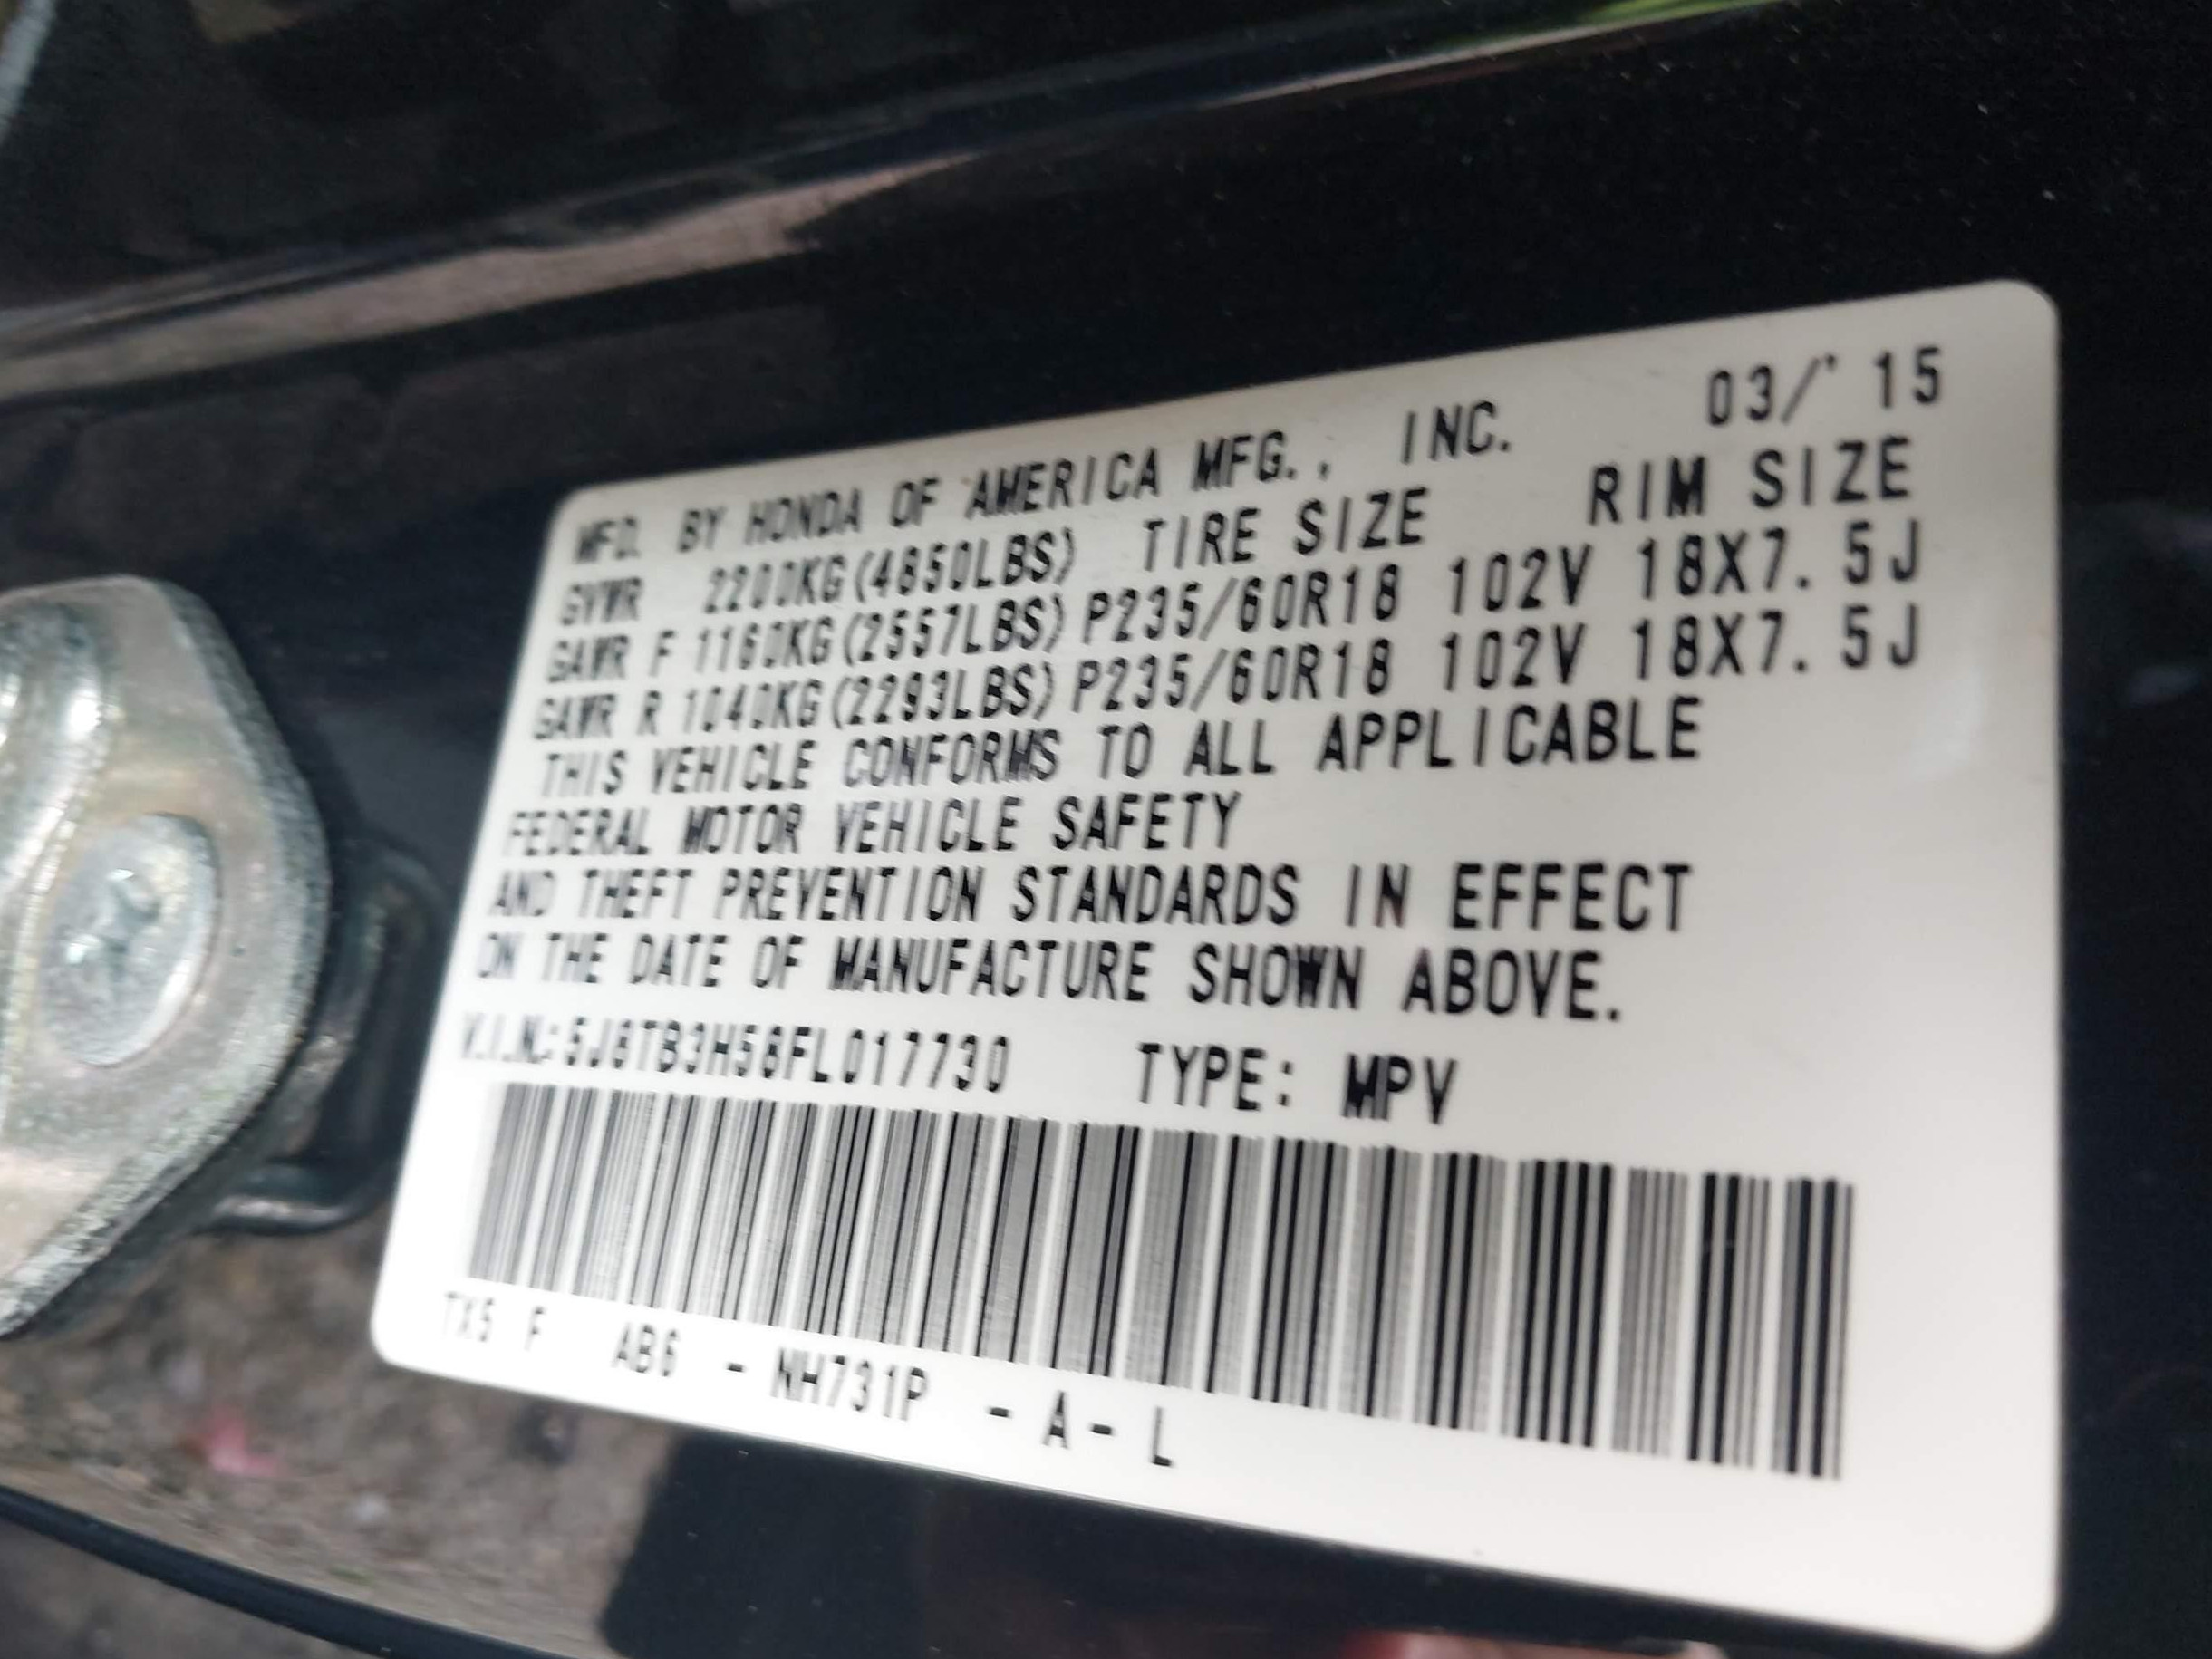 MFD. BY HONDA OF AMERICA MFG., INC. 03/'15
GVWR 2200KG(4850LBS) TIRE SIZE RIM SIZE
GAWR F 1160KG(2557LBS) P235/60R18 102V 18X7.5J
GAWR R 1040KG(2293LBS) P235/60R18 102V 18X7.5J
THIS VEHICLE CONFORMS TO ALL APPLICABLE
FEDERAL MOTOR VEHICLE SAFETY
AND THEFT PREVENTION STANDARDS IN EFFECT
ON THE DATE OF MANUFACTURE SHOWN ABOVE.
V.I.N.: 5J8TB3H58FL017730 TYPE: MPV
TX5 F AB6 - NH731P - A - L